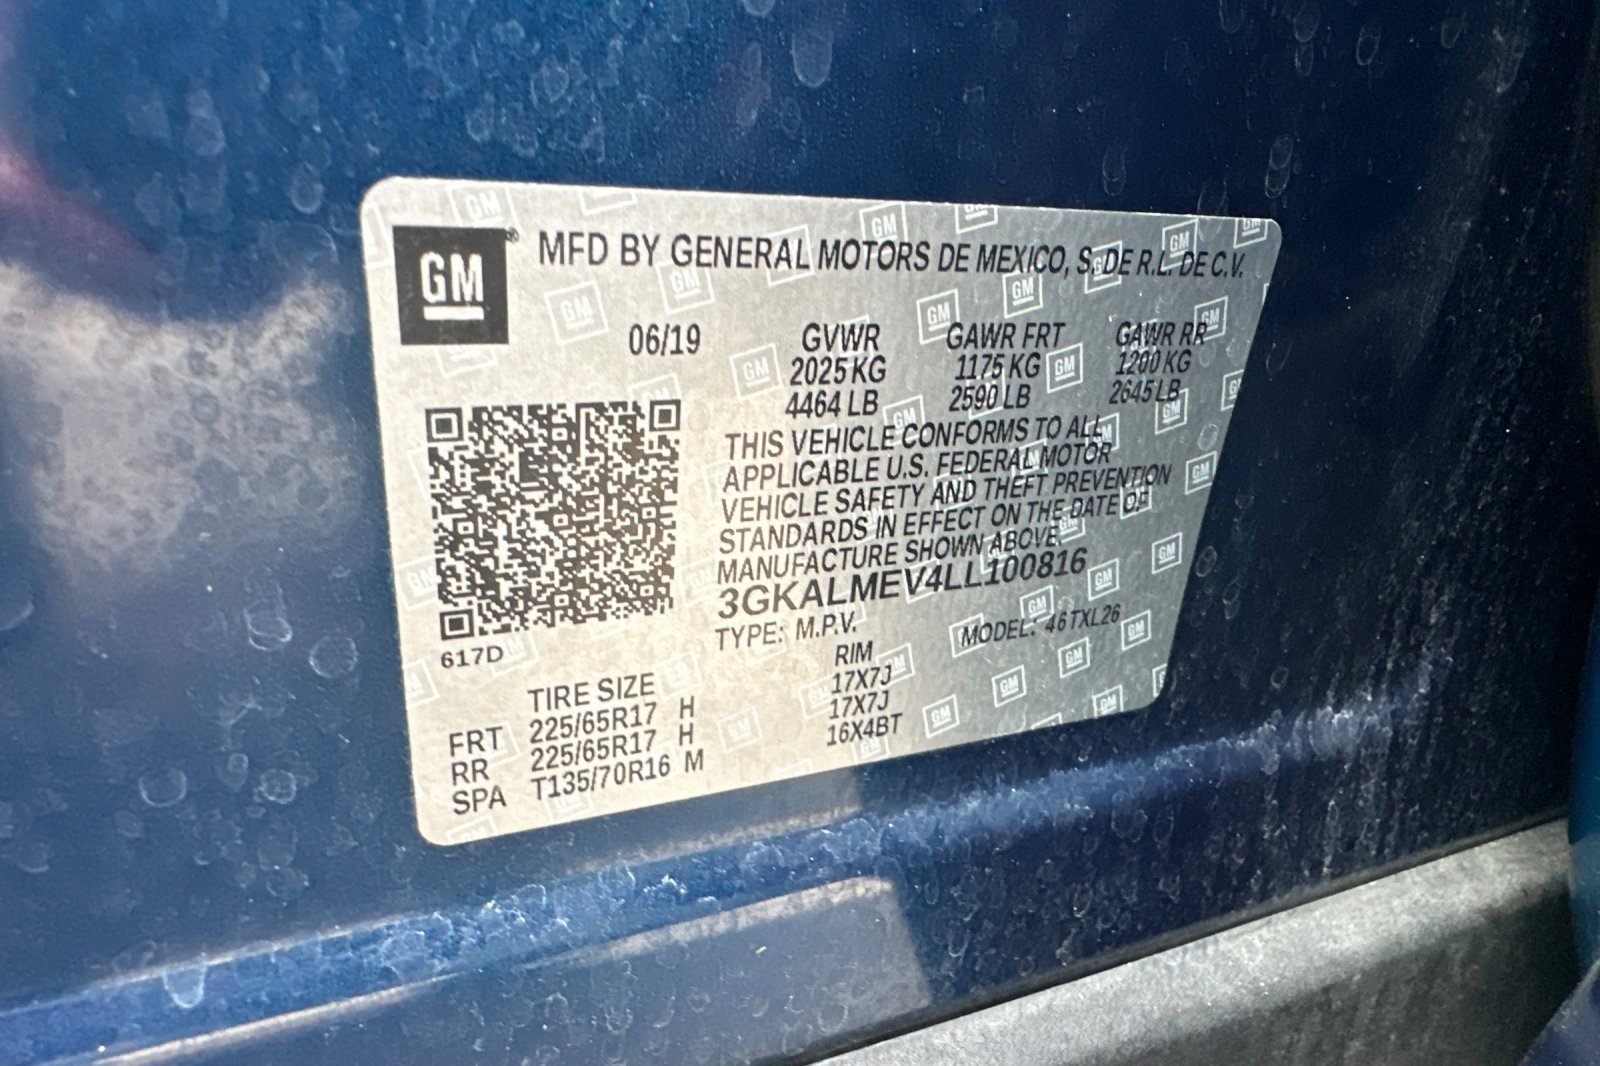 GM® MFD BY GENERAL MOTORS DE MEXICO, S. DE R.L. DE C.V.
06/19 GVWR GAWR FRT GAWR RR
2025 KG 1175 KG 1200 KG
4464 LB 2590 LB 2645 LB
THIS VEHICLE CONFORMS TO ALL
APPLICABLE U.S. FEDERAL MOTOR
VEHICLE SAFETY AND THEFT PREVENTION
STANDARDS IN EFFECT ON THE DATE OF
MANUFACTURE SHOWN ABOVE.
3GKALMEV4LL100816
TYPE: M.P.V. MODEL: 46TXL26
617D
TIRE SIZE RIM
FRT 225/65R17 H 17X7J
RR 225/65R17 H 17X7J
SPA T135/70R16 M 16X4BT